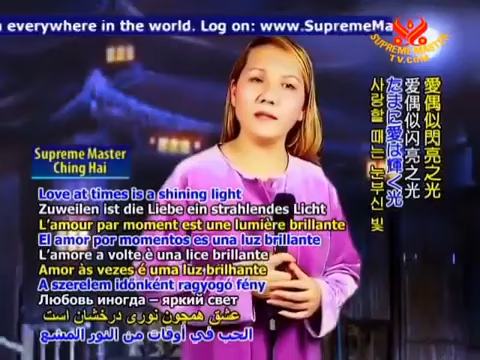 everywhere in the world. Log on: www.SupremeMa
SUPREME MASTER
TV.COM
愛偶似閃亮之光
爱偶似闪亮之光
たまに愛は輝く光
사랑할 때는 눈부신 빛
Supreme Master
Ching Hai
Love at times is a shining light
Zuweilen ist die Liebe ein strahlendes Licht
L'amour par moment est une lumière brillante
El amor por momentos es una luz brillante
L'amore a volte è una lice brillante
Amor às vezes é uma luz brilhante
A szerelem időnként ragyogó fény
Любовь иногда – яркий свет
عشق همچون نوری درخشان است
الحب في أوقات من النور المشع